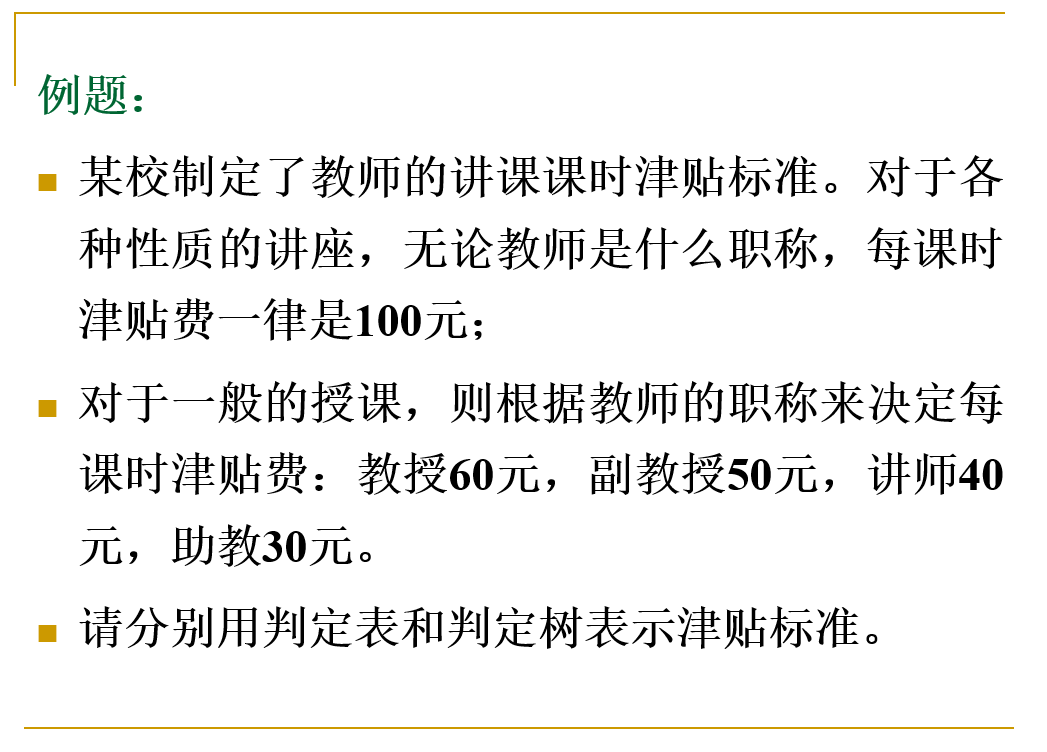 例题：
某校制定了教师的讲课课时津贴标准。对于各
种性质的讲座，无论教师是什么职称，每课时
津贴费一律是100元；
对于一般的授课，则根据教师的职称来决定每
课时津贴费：教授60元，副教授50元，讲师40
元，助教30元。
请分别用判定表和判定树表示津贴标准。